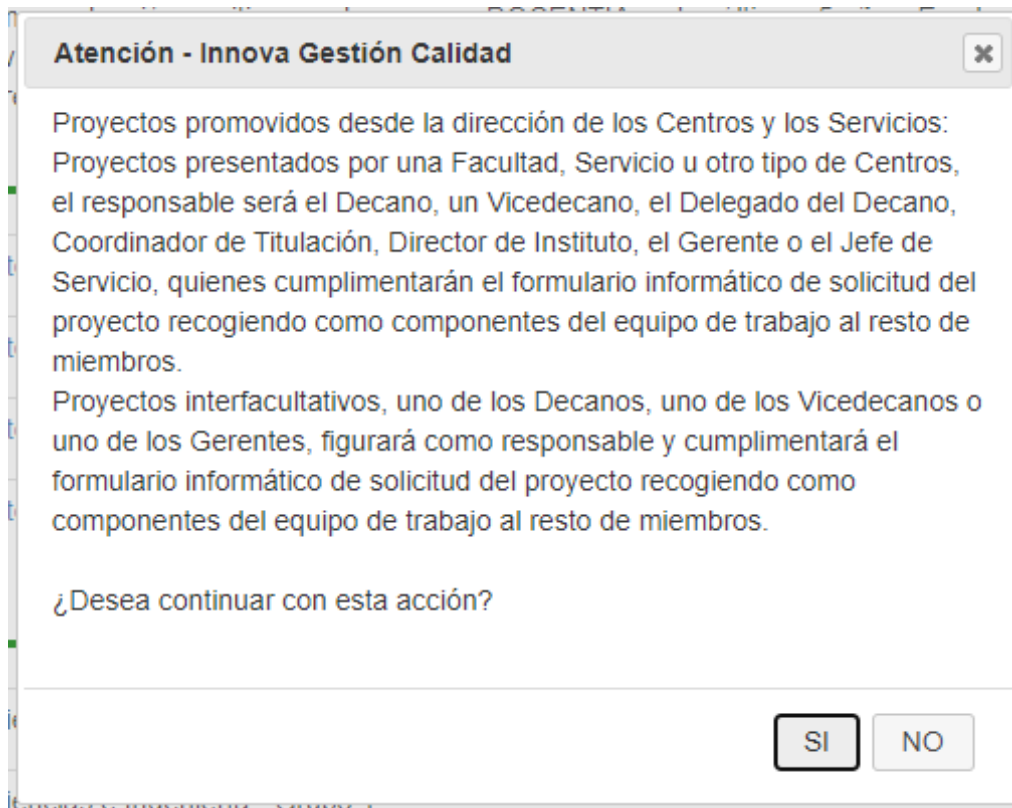 Atención - Innova Gestión Calidad
Proyectos promovidos desde la dirección de los Centros y los Servicios:
Proyectos presentados por una Facultad, Servicio u otro tipo de Centros,
el responsable será el Decano, un Vicedecano, el Delegado del Decano,
Coordinador de Titulación, Director de Instituto, el Gerente o el Jefe de
Servicio, quienes cumplimentarán el formulario informático de solicitud del
proyecto recogiendo como componentes del equipo de trabajo al resto de
miembros.
Proyectos interfacultativos, uno de los Decanos, uno de los Vicedecanos o
uno de los Gerentes, figurará como responsable y cumplimentará el
formulario informático de solicitud del proyecto recogiendo como
componentes del equipo de trabajo al resto de miembros.
¿Desea continuar con esta acción?
SI NO